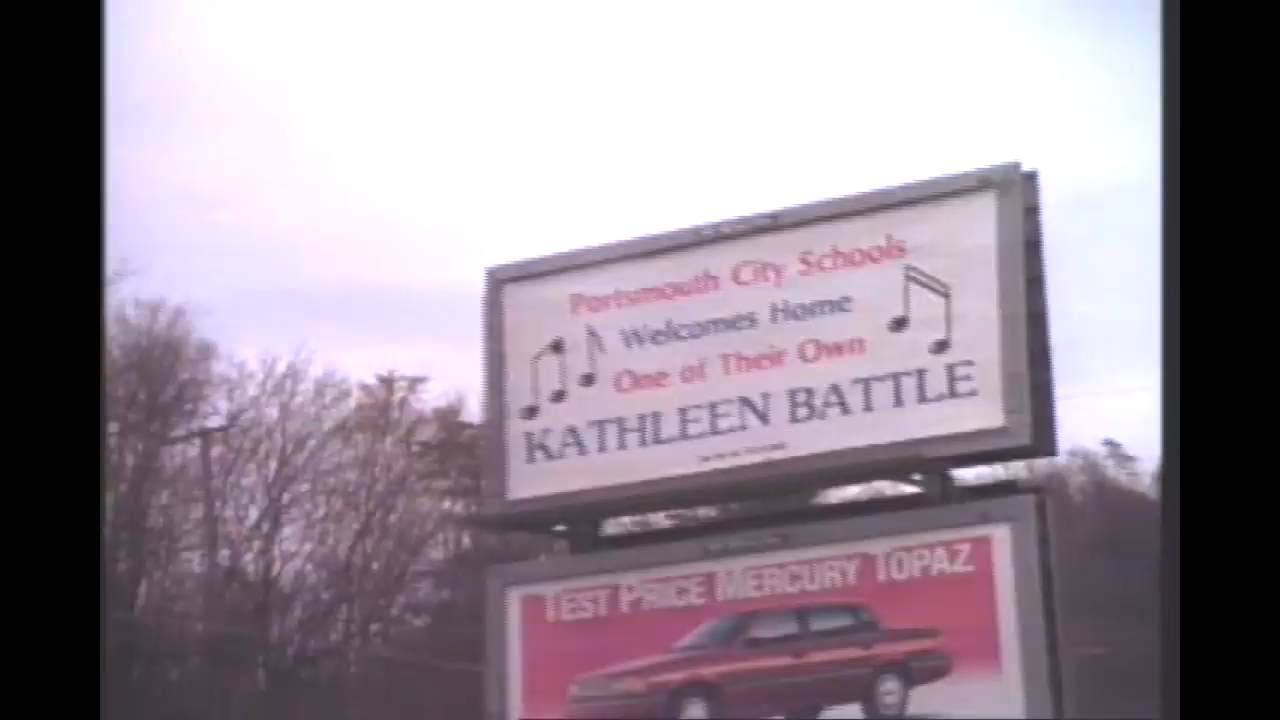 Portsmouth City Schools
Welcomes Home
One of Their Own
KATHLEEN BATTLE
TEST PRICE MERCURY TOPAZ